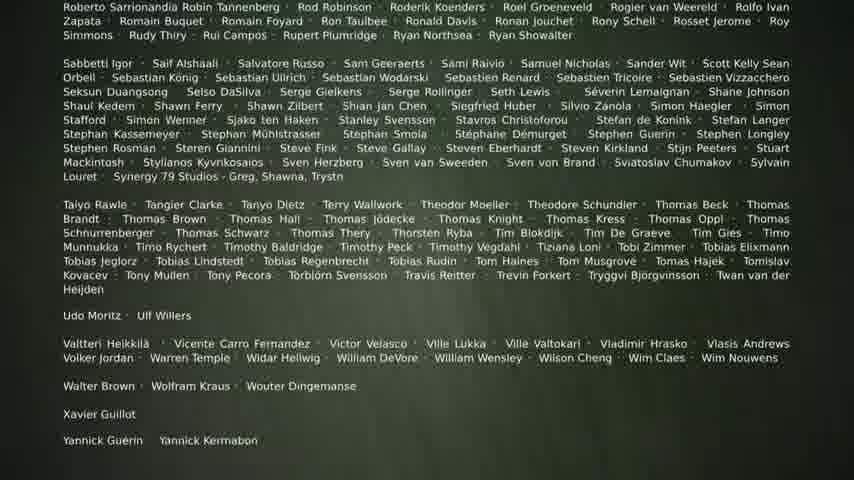 Roberto Sarrionandia Robin Tannenberg · Rod Robinson · Roderik Koenders · Roel Groeneveld · Rogier van Weereld · Rolfo Ivan
Zapata · Romain Buquet · Romain Foyard · Ron Taulbee · Ronald Davis · Ronan Jouchet · Rony Schell · Rosset Jerome · Roy
Simmons · Rudy Thiry · Rui Campos · Rupert Plumridge · Ryan Northsea · Ryan Showalter
Sabbetti Igor · Saif Alshaali · Salvatore Russo · Sam Geeraerts · Sami Raivio · Samuel Nicholas · Sander Wit · Scott Kelly Sean
Orbell · Sebastian König · Sebastian Ullrich · Sebastian Wodarski · Sebastien Renard · Sebastien Tricoire · Sebastien Vizzacchero
Seksun Duangsong · Selso DaSilva · Serge Gielkens · Serge Rollinger · Seth Lewis · Séverin Lemaignan · Shane Johnson
Shaul Kedem · Shawn Ferry · Shawn Zilbert · Shian Jan Chen · Siegfried Huber · Silvio Zanola · Simon Haegler · Simon
Stafford · Simon Werner · Sjako ten Haken · Stanley Svensson · Stavros Christoforou · Stefan de Konink · Stefan Langer
Stephan Kassemeyer · Stephan Mühlstrasser · Stephan Smola · Stéphane Démurget · Stephen Guerin · Stephen Longley
Stephen Rosman · Steren Giannini · Steve Fink · Steve Gallay · Steven Eberhardt · Steven Kirkland · Stijn Peeters · Stuart
Mackintosh · Stylianos Kyvrikosaios · Sven Herzberg · Sven van Sweeden · Sven von Brand · Sviatoslav Chumakov · Sylvain
Louret · Synergy 79 Studios - Greg, Shawna, Trystn
Taiyo Rawle · Tangier Clarke · Tanyo Dietz · Terry Wallwork · Theodor Moeller · Theodore Schundler · Thomas Beck · Thomas
Brandt · Thomas Brown · Thomas Hall · Thomas Jödecke · Thomas Knight · Thomas Kress · Thomas Oppl · Thomas
Schnurrenberger · Thomas Schwarz · Thomas Thery · Thorsten Ryba · Tim Blokdijk · Tim De Graeve · Tim Gies · Timo
Munnukka · Timo Rychert · Timothy Baldridge · Timothy Peck · Timothy Vegdahl · Tiziana Loni · Tobi Zimmer · Tobias Elixmann
Tobias Jeglorz · Tobias Lindstedt · Tobias Regenbrecht · Tobias Rudin · Tom Haines · Tom Musgrove · Tomas Hajek · Tomislav
Kovacev · Tony Mullen · Tony Pecora · Torbjörn Svensson · Travis Reitter · Trevin Forkert · Tryggvi Björgvinsson · Twan van der
Heijden
Udo Moritz · Ulf Willers
Valtteri Heikkilä · Vicente Carro Fernandez · Victor Velasco · Ville Lukka · Ville Valtokari · Vladimir Hrasko · Vlasis Andrews
Volker Jordan · Warren Temple · Widar Hellwig · William DeVore · William Wensley · Wilson Cheng · Wim Claes · Wim Nouwens
Walter Brown · Wolfram Kraus · Wouter Dingemanse
Xavier Guillot
Yannick Guérin · Yannick Kermabon